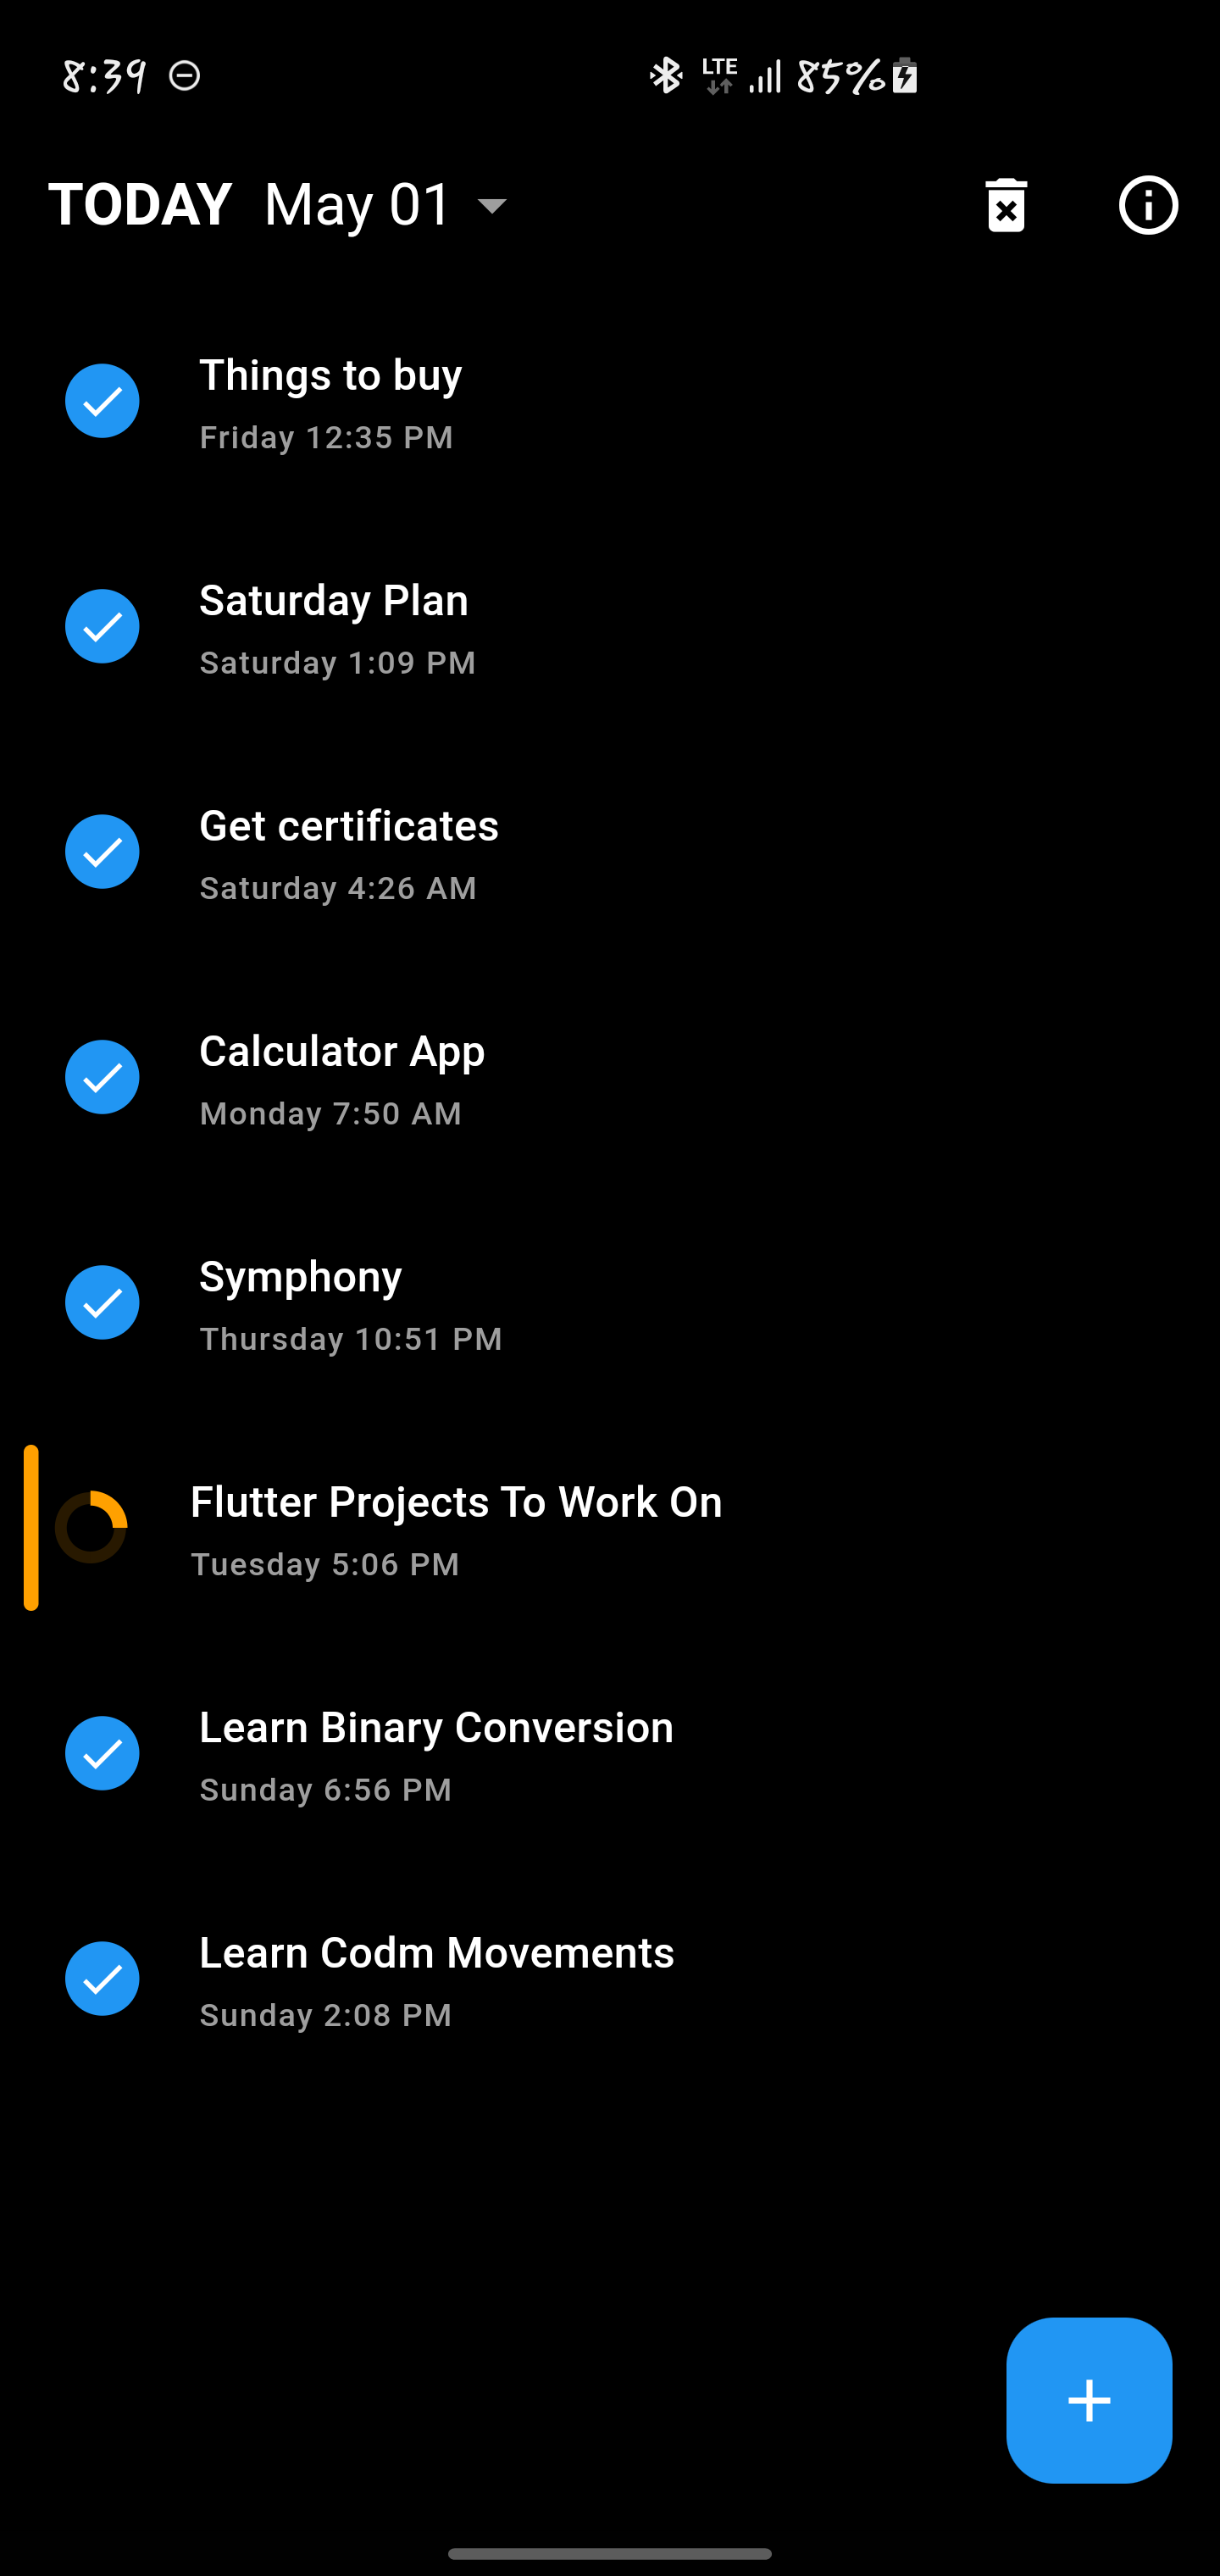 8:39 LTE 85%
TODAY May 01
Things to buy
Friday 12:35 PM
Saturday Plan
Saturday 1:09 PM
Get certificates
Saturday 4:26 AM
Calculator App
Monday 7:50 AM
Symphony
Thursday 10:51 PM
Flutter Projects To Work On
Tuesday 5:06 PM
Learn Binary Conversion
Sunday 6:56 PM
Learn Codm Movements
Sunday 2:08 PM